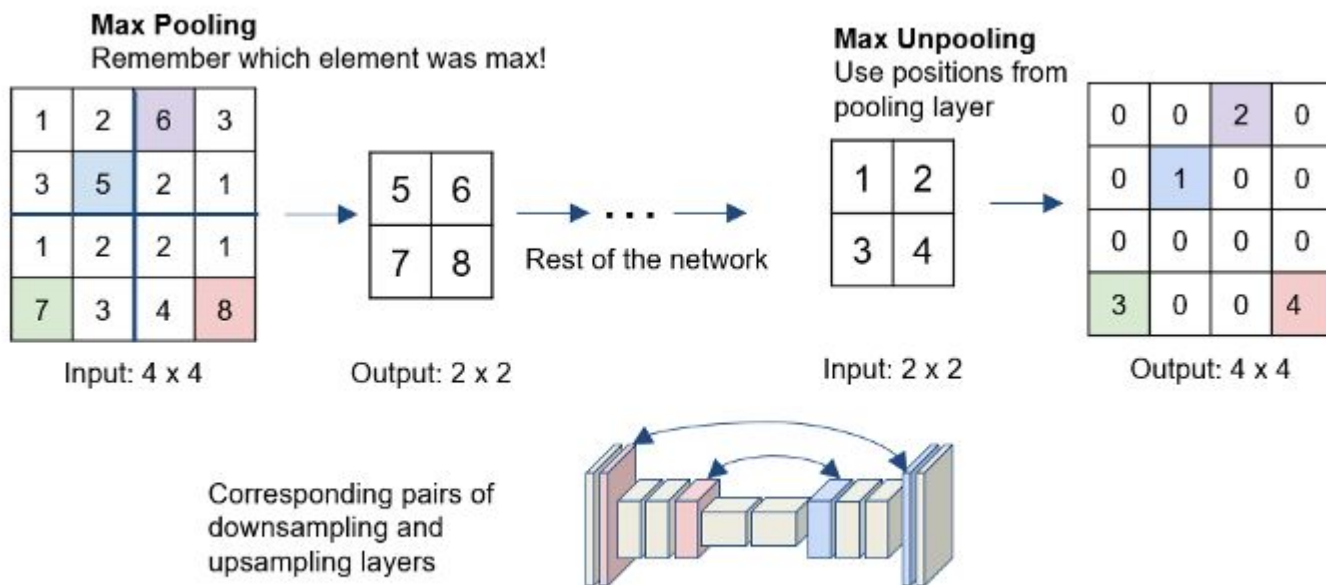 Max Pooling
Remember which element was max!
1 2 6 3
3 5 2 1
1 2 2 1
7 3 4 8
Input: 4 x 4
5 6
7 8
Output: 2 x 2
...
Rest of the network
Max Unpooling
Use positions from
pooling layer
1 2
3 4
Input: 2 x 2
0 0 2 0
0 1 0 0
0 0 0 0
3 0 0 4
Output: 4 x 4
Corresponding pairs of
downsampling and
upsampling layers